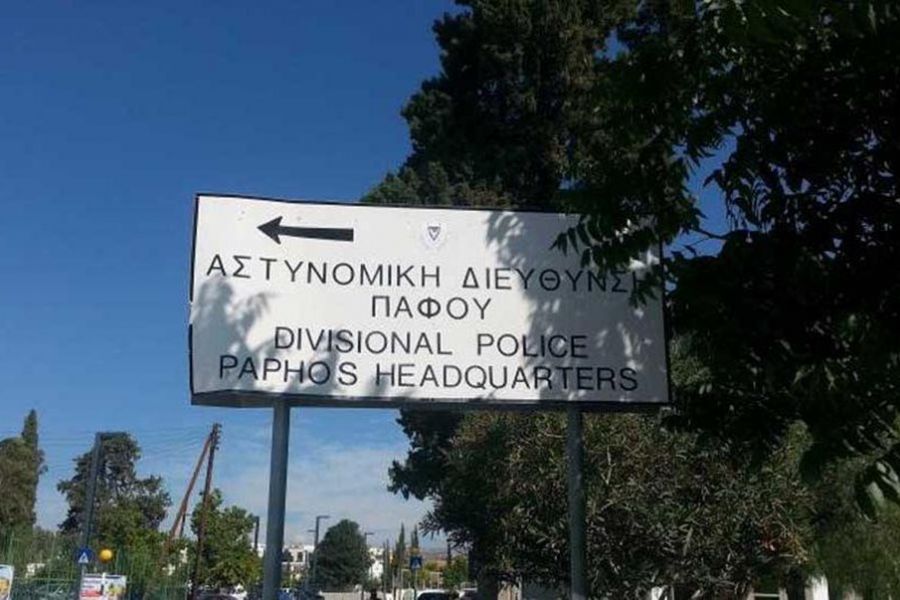 ΑΣΤΥΝΟΜΙΚΗ ΔΙΕΥΘΥΝΣΗ
ΠΑΦΟΥ
DIVISIONAL POLICE
PAPHOS HEADQUARTERS